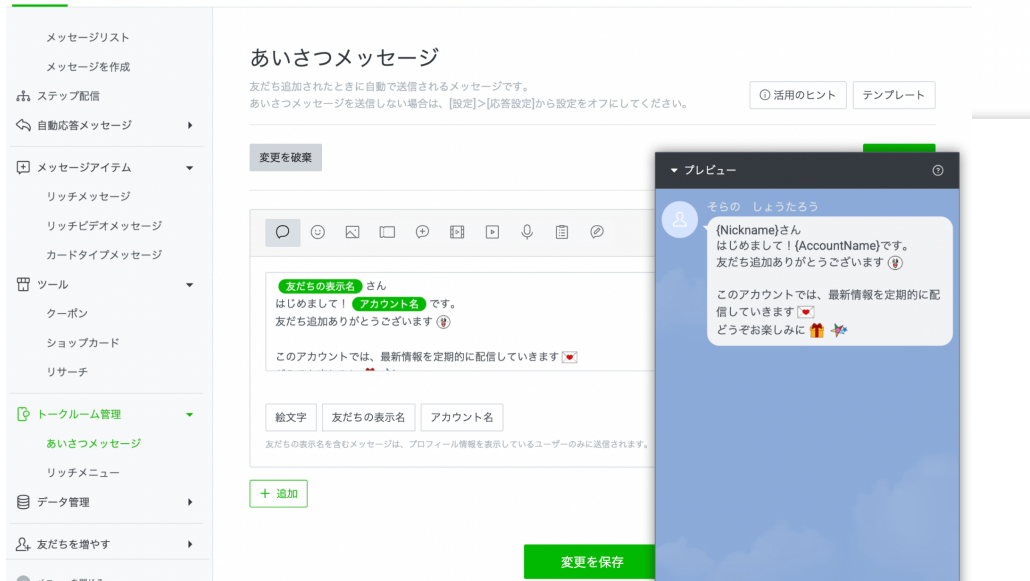 メッセージリスト
メッセージを作成
ステップ配信
自動応答メッセージ
メッセージアイテム
リッチメッセージ
リッチビデオメッセージ
カードタイプメッセージ
ツール
クーポン
ショップカード
リサーチ
トークルーム管理
あいさつメッセージ
リッチメニュー
データ管理
友だちを増やす
あいさつメッセージ
友だち追加されたときに自動で送信されるメッセージです。
あいさつメッセージを送信しない場合は、[設定]>[応答設定]から設定をオフにしてください。
活用のヒント
テンプレート
変更を破棄
友だちの表示名 さん
はじめまして！ アカウント名 です。
友だち追加ありがとうございます
このアカウントでは、最新情報を定期的に配信していきます
絵文字
友だちの表示名
アカウント名
友だちの表示名を含むメッセージは、プロフィール情報を表示しているユーザーのみに送信されます。
＋ 追加
変更を保存
プレビュー
そらの しょうたろう
{Nickname}さん
はじめまして！{AccountName}です。
友だち追加ありがとうございます
このアカウントでは、最新情報を定期的に配
信していきます
どうぞお楽しみに